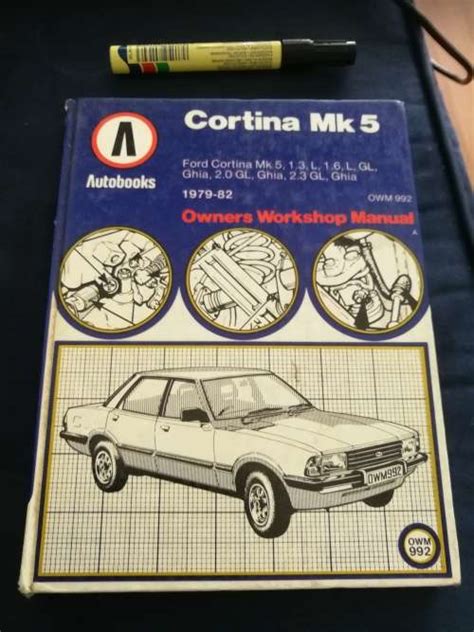 Cortina Mk 5
Autobooks
Ford Cortina Mk 5, 1.3, L, 1.6, L, GL,
Ghia, 2.0 GL, Ghia, 2.3 GL, Ghia
1979-82
OWM 992
Owners Workshop Manual
A
OWM992
OWM
992